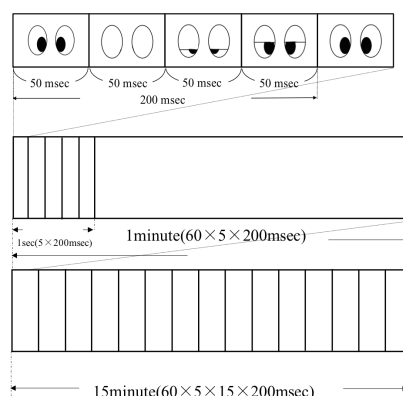 50 msec 50 msec 50 msec 50 msec
200 msec
1sec(5×200msec)
1minute(60×5×200msec)
15minute(60×5×15×200msec)